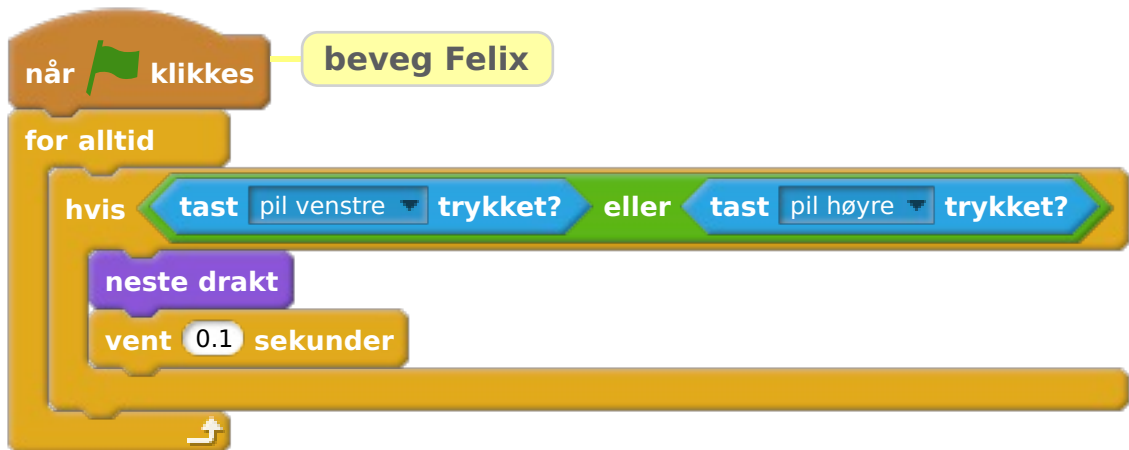 når klikkes
beveg Felix
for alltid
hvis tast pil venstre trykket? eller tast pil høyre trykket?
neste drakt
vent 0.1 sekunder